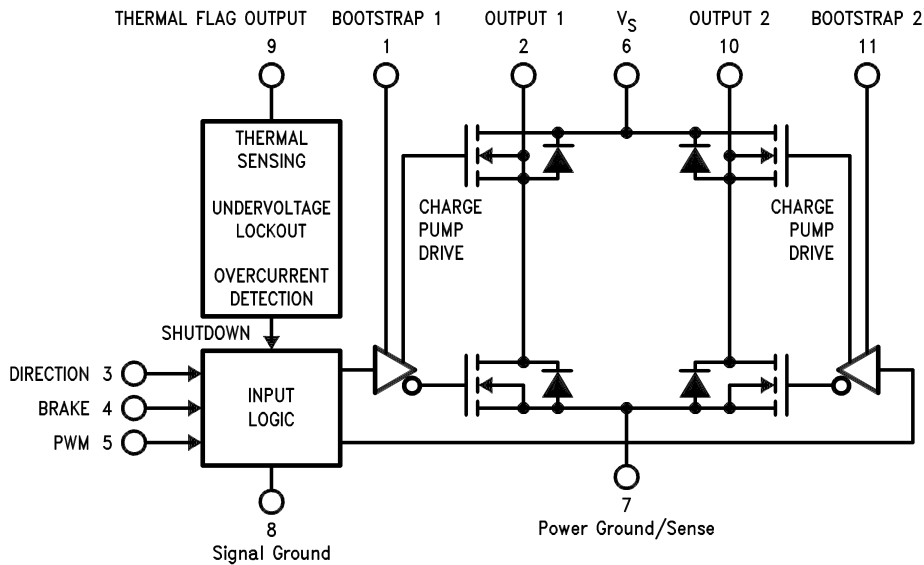 THERMAL FLAG OUTPUT
9
BOOTSTRAP 1
1
OUTPUT 1
2
VS
6
OUTPUT 2
10
BOOTSTRAP 2
11
THERMAL
SENSING
UNDERVOLTAGE
LOCKOUT
OVERCURRENT
DETECTION
CHARGE
PUMP
DRIVE
CHARGE
PUMP
DRIVE
SHUTDOWN
DIRECTION 3
BRAKE 4
PWM 5
INPUT
LOGIC
8
Signal Ground
7
Power Ground/Sense